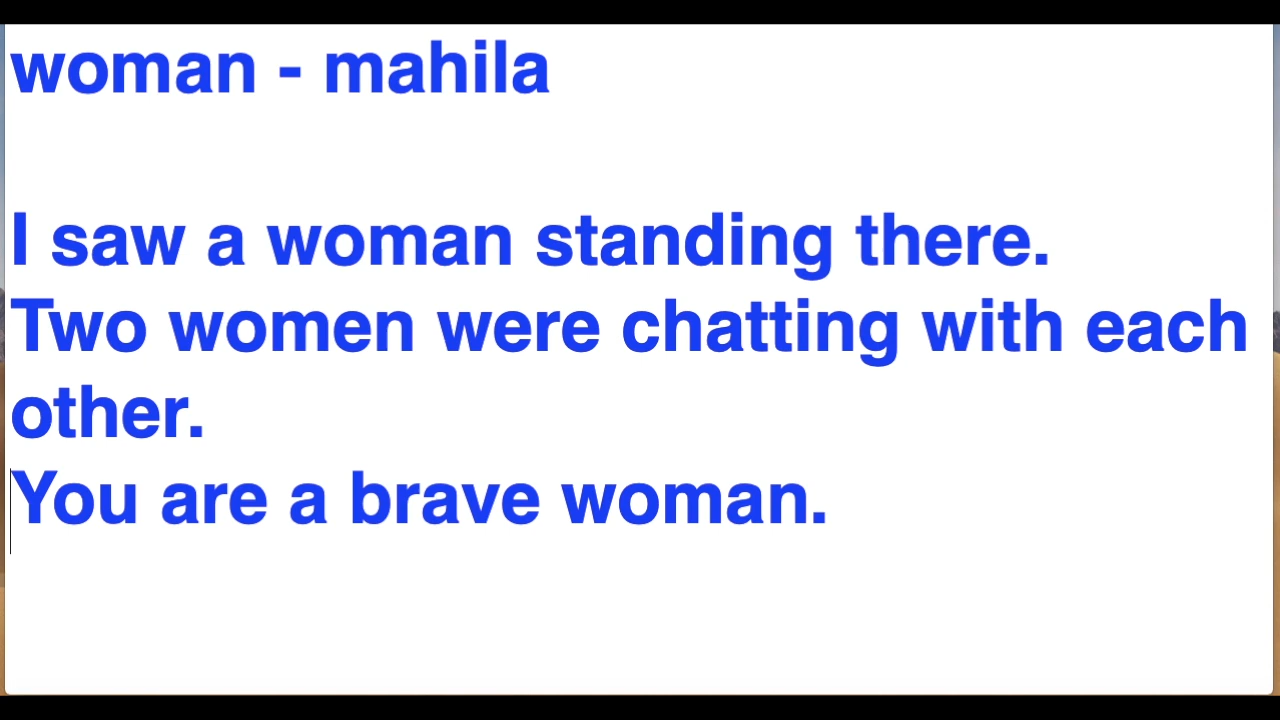 woman - mahila
I saw a woman standing there.
Two women were chatting with each
other.
You are a brave woman.